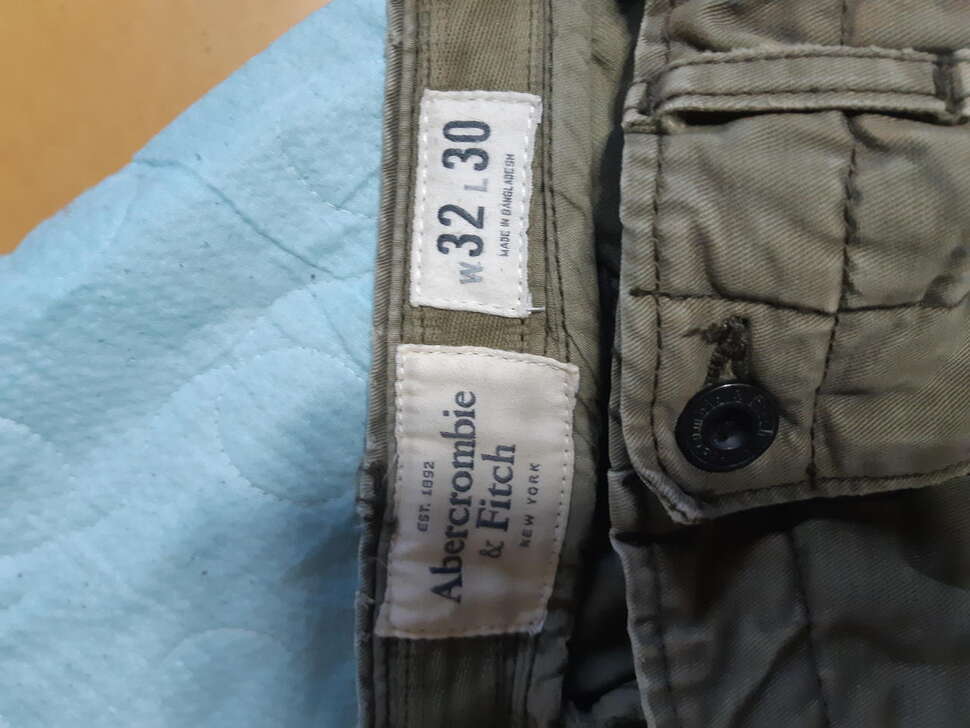 W 32 L 30
MADE IN BANGLADESH
EST. 1892
Abercrombie
& Fitch
NEW YORK